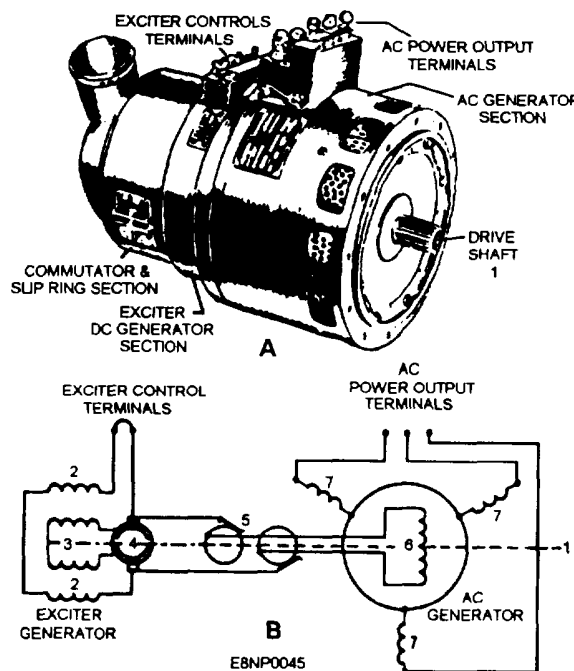 EXCITER CONTROLS
TERMINALS
AC POWER OUTPUT
TERMINALS
AC GENERATOR
SECTION
DRIVE
SHAFT
1
COMMUTATOR &
SLIP RING SECTION
EXCITER
DC GENERATOR
SECTION
A
EXCITER CONTROL
TERMINALS
AC
POWER OUTPUT
TERMINALS
2
7
7
5
3
4
6
1
2
EXCITER
GENERATOR
AC
GENERATOR
7
B
E8NP0045